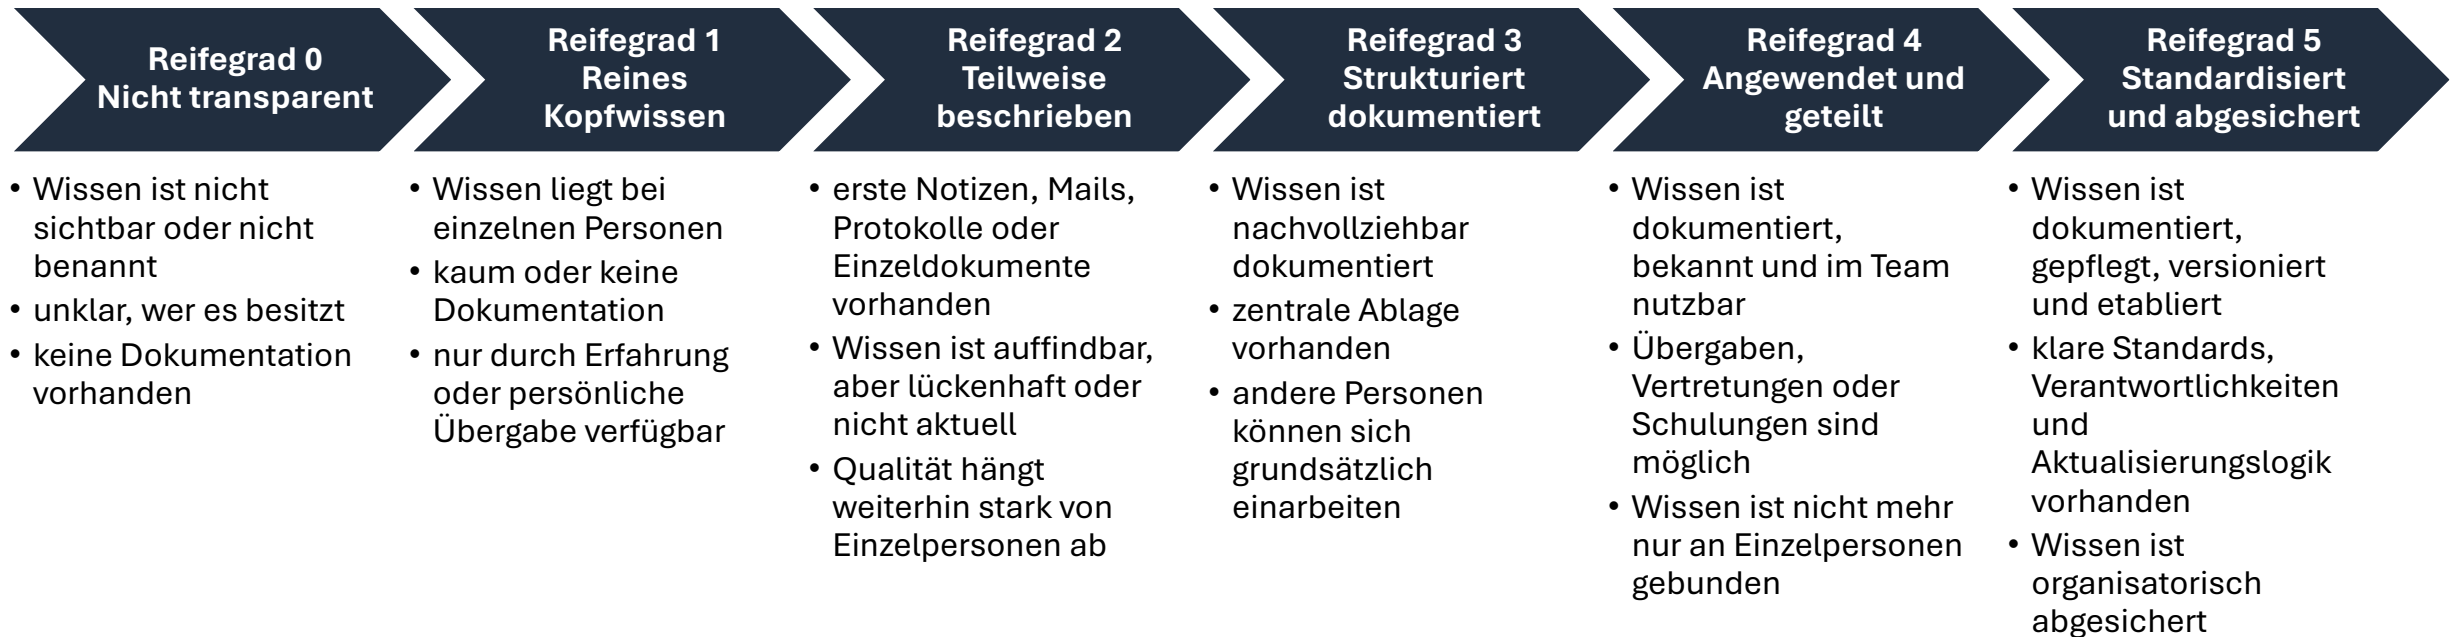 Reifegrad 0
Nicht transparent
• Wissen ist nicht
sichtbar oder nicht
benannt
• unklar, wer es besitzt
• keine Dokumentation
vorhanden
Reifegrad 1
Reines
Kopfwissen
• Wissen liegt bei
einzelnen Personen
• kaum oder keine
Dokumentation
• nur durch Erfahrung
oder persönliche
Übergabe verfügbar
Reifegrad 2
Teilweise
beschrieben
• erste Notizen, Mails,
Protokolle oder
Einzeldokumente
vorhanden
• Wissen ist auffindbar,
aber lückenhaft oder
nicht aktuell
• Qualität hängt
weiterhin stark von
Einzelpersonen ab
Reifegrad 3
Strukturiert
dokumentiert
• Wissen ist
nachvollziehbar
dokumentiert
• zentrale Ablage
vorhanden
• andere Personen
können sich
grundsätzlich
einarbeiten
Reifegrad 4
Angewendet und
geteilt
• Wissen ist
dokumentiert,
bekannt und im Team
nutzbar
• Übergaben,
Vertretungen oder
Schulungen sind
möglich
• Wissen ist nicht mehr
nur an Einzelpersonen
gebunden
Reifegrad 5
Standardisiert
und abgesichert
• Wissen ist
dokumentiert,
gepflegt, versioniert
und etabliert
• klare Standards,
Verantwortlichkeiten
und
Aktualisierungslogik
vorhanden
• Wissen ist
organisatorisch
abgesichert